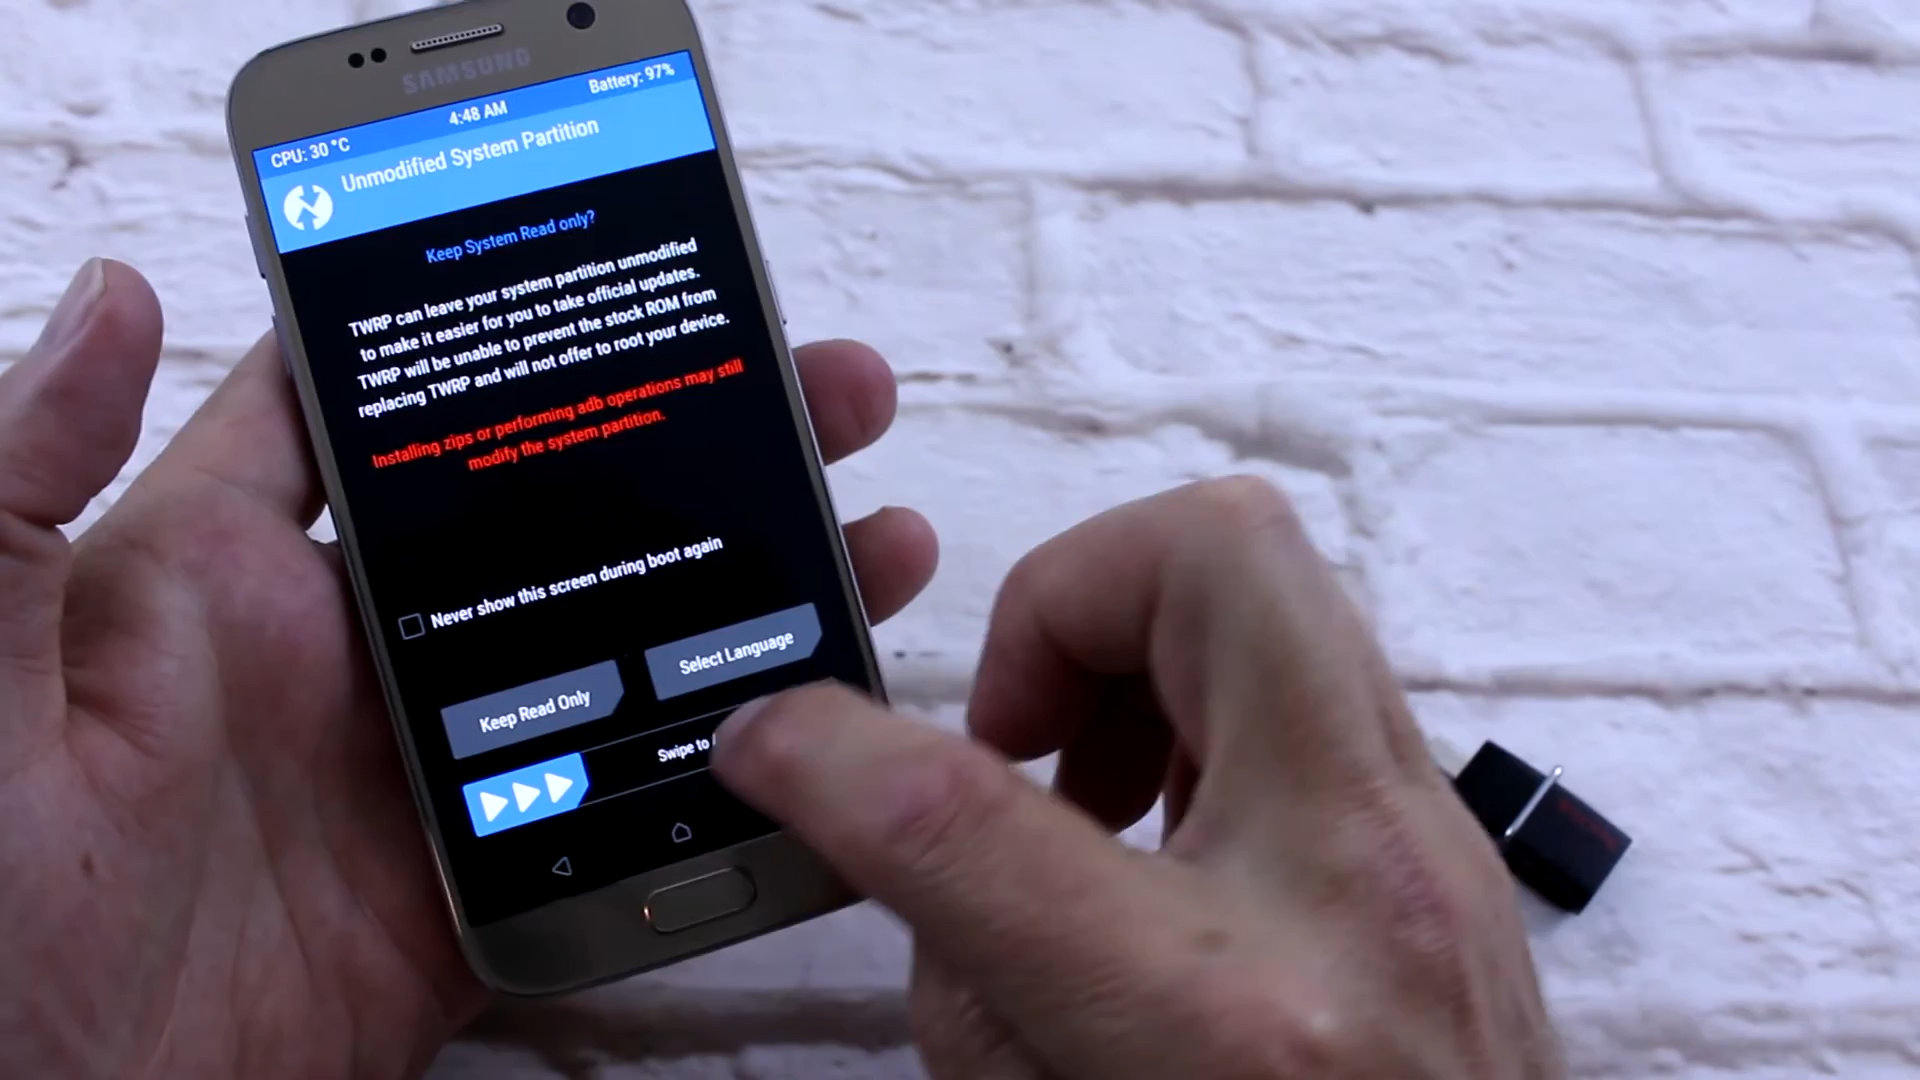 SAMSUNG
CPU: 30 °C
4:48 AM
Battery: 97%
Unmodified System Partition
Keep System Read only?
TWRP can leave your system partition unmodified
to make it easier for you to take official updates.
TWRP will be unable to prevent the stock ROM from
replacing TWRP and will not offer to root your device.
Installing zips or performing adb operations may still
modify the system partition.
Never show this screen during boot again
Keep Read Only
Select Language
Swipe to